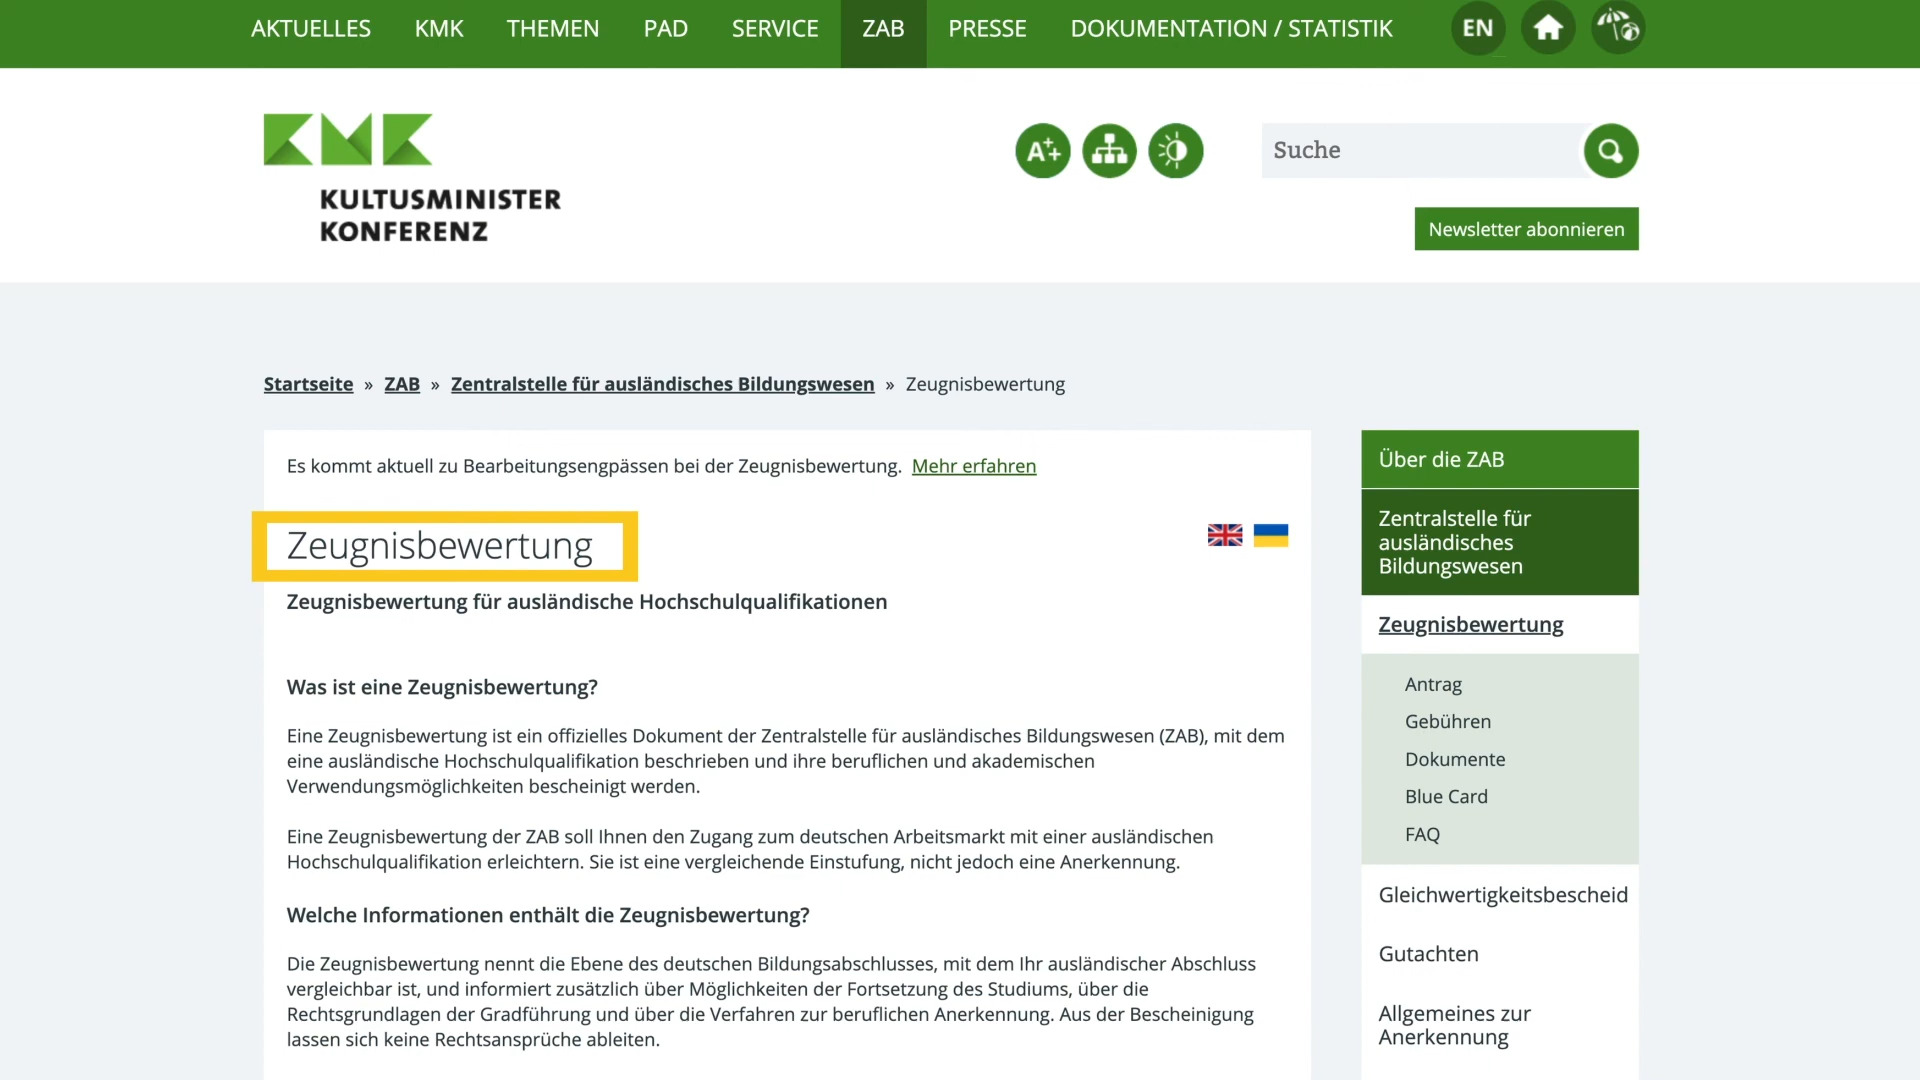 AKTUELLES KMK THEMEN PAD SERVICE ZAB PRESSE DOKUMENTATION / STATISTIK EN
KULTUSMINISTER
KONFERENZ
A++
Suche
Newsletter abonnieren
Startseite » ZAB » Zentralstelle für ausländisches Bildungswesen » Zeugnisbewertung
Es kommt aktuell zu Bearbeitungsengpässen bei der Zeugnisbewertung. Mehr erfahren
Zeugnisbewertung
Zeugnisbewertung für ausländische Hochschulqualifikationen
Was ist eine Zeugnisbewertung?
Eine Zeugnisbewertung ist ein offizielles Dokument der Zentralstelle für ausländisches Bildungswesen (ZAB), mit dem
eine ausländische Hochschulqualifikation beschrieben und ihre beruflichen und akademischen
Verwendungsmöglichkeiten bescheinigt werden.
Eine Zeugnisbewertung der ZAB soll Ihnen den Zugang zum deutschen Arbeitsmarkt mit einer ausländischen
Hochschulqualifikation erleichtern. Sie ist eine vergleichende Einstufung, nicht jedoch eine Anerkennung.
Welche Informationen enthält die Zeugnisbewertung?
Die Zeugnisbewertung nennt die Ebene des deutschen Bildungsabschlusses, mit dem Ihr ausländischer Abschluss
vergleichbar ist, und informiert zusätzlich über Möglichkeiten der Fortsetzung des Studiums, über die
Rechtsgrundlagen der Gradführung und über die Verfahren zur beruflichen Anerkennung. Aus der Bescheinigung
lassen sich keine Rechtsansprüche ableiten.
Über die ZAB
Zentralstelle für
ausländisches
Bildungswesen
Zeugnisbewertung
Antrag
Gebühren
Dokumente
Blue Card
FAQ
Gleichwertigkeitsbescheid
Gutachten
Allgemeines zur
Anerkennung